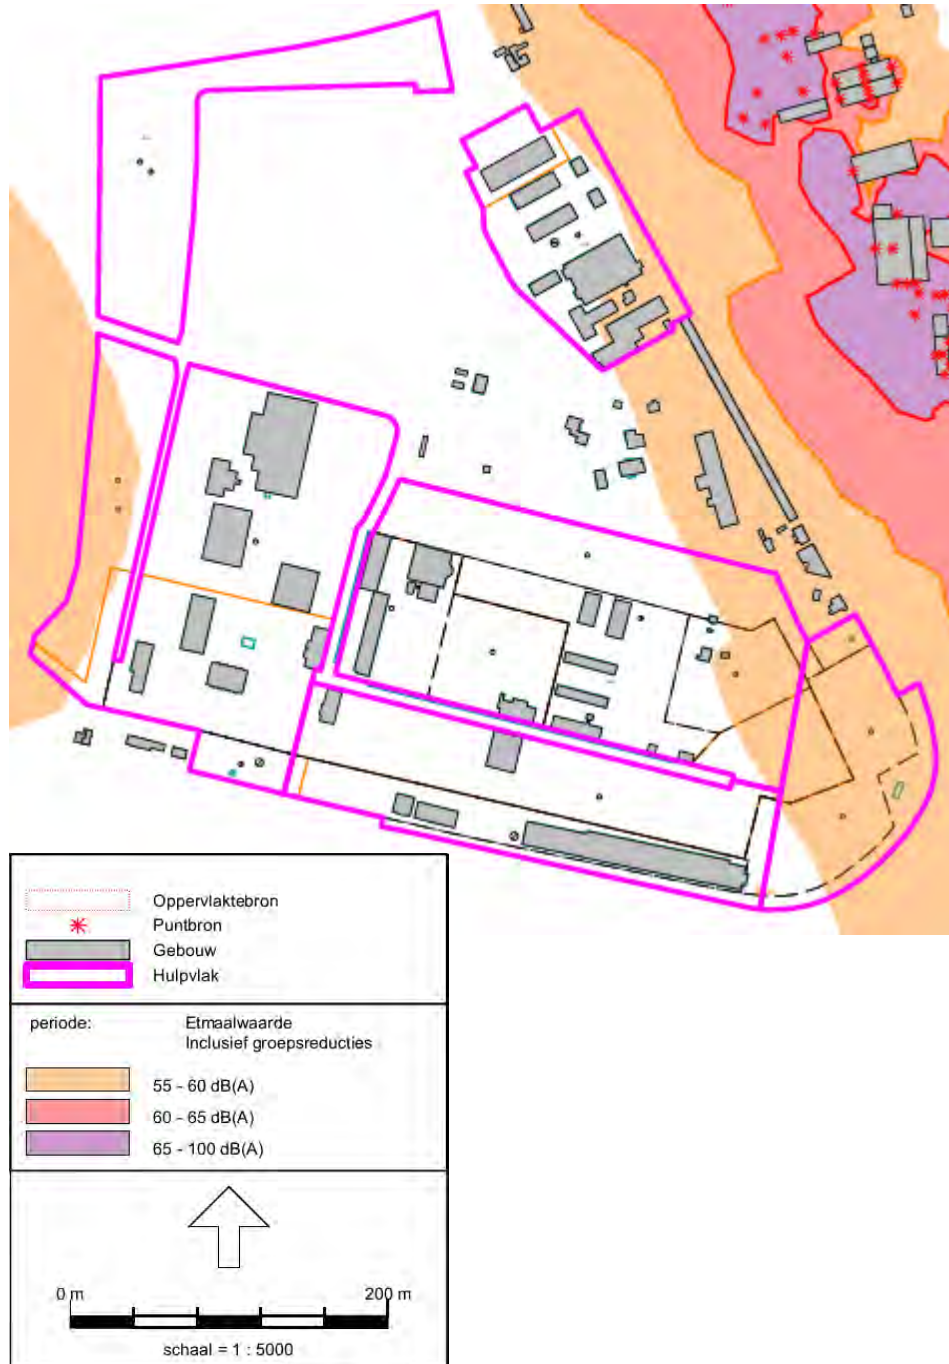 Oppervlaktebron
Puntbron
Gebouw
Hulpvlak
periode: Etmaalwaarde
Inclusief groepsreducties
55 - 60 dB(A)
60 - 65 dB(A)
65 - 100 dB(A)
0 m 200 m
schaal = 1 : 5000